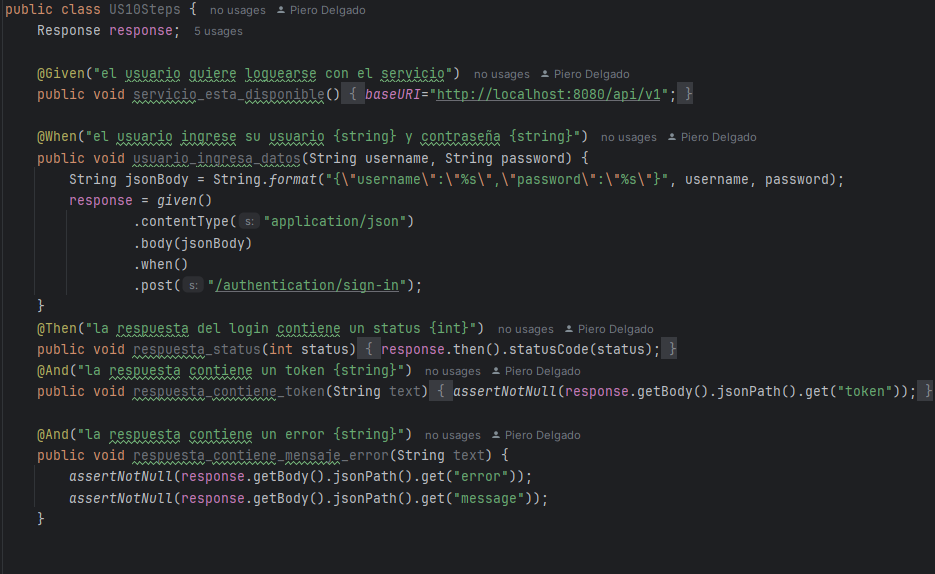 public class US10Steps { no usages Piero Delgado
Response response; 5 usages
@Given("el usuario quiere loguearse con el servicio") no usages Piero Delgado
public void servicio_esta_disponible() { baseURI="http://localhost:8080/api/v1"; }
@When("el usuario ingrese su usuario {string} y contraseña {string}") no usages Piero Delgado
public void usuario_ingresa_datos(String username, String password) {
String jsonBody = String.format("{\"username\":\"%s\",\"password\":\"%s\"}", username, password);
response = given()
.contentType( s: "application/json")
.body(jsonBody)
.when()
.post( s: "/authentication/sign-in");
}
@Then("la respuesta del login contiene un status {int}") no usages Piero Delgado
public void respuesta_status(int status) { response.then().statusCode(status); }
@And("la respuesta contiene un token {string}") no usages Piero Delgado
public void respuesta_contiene_token(String text) { assertNotNull(response.getBody().jsonPath().get("token")); }
@And("la respuesta contiene un error {string}") no usages Piero Delgado
public void respuesta_contiene_mensaje_error(String text) {
assertNotNull(response.getBody().jsonPath().get("error"));
assertNotNull(response.getBody().jsonPath().get("message"));
}